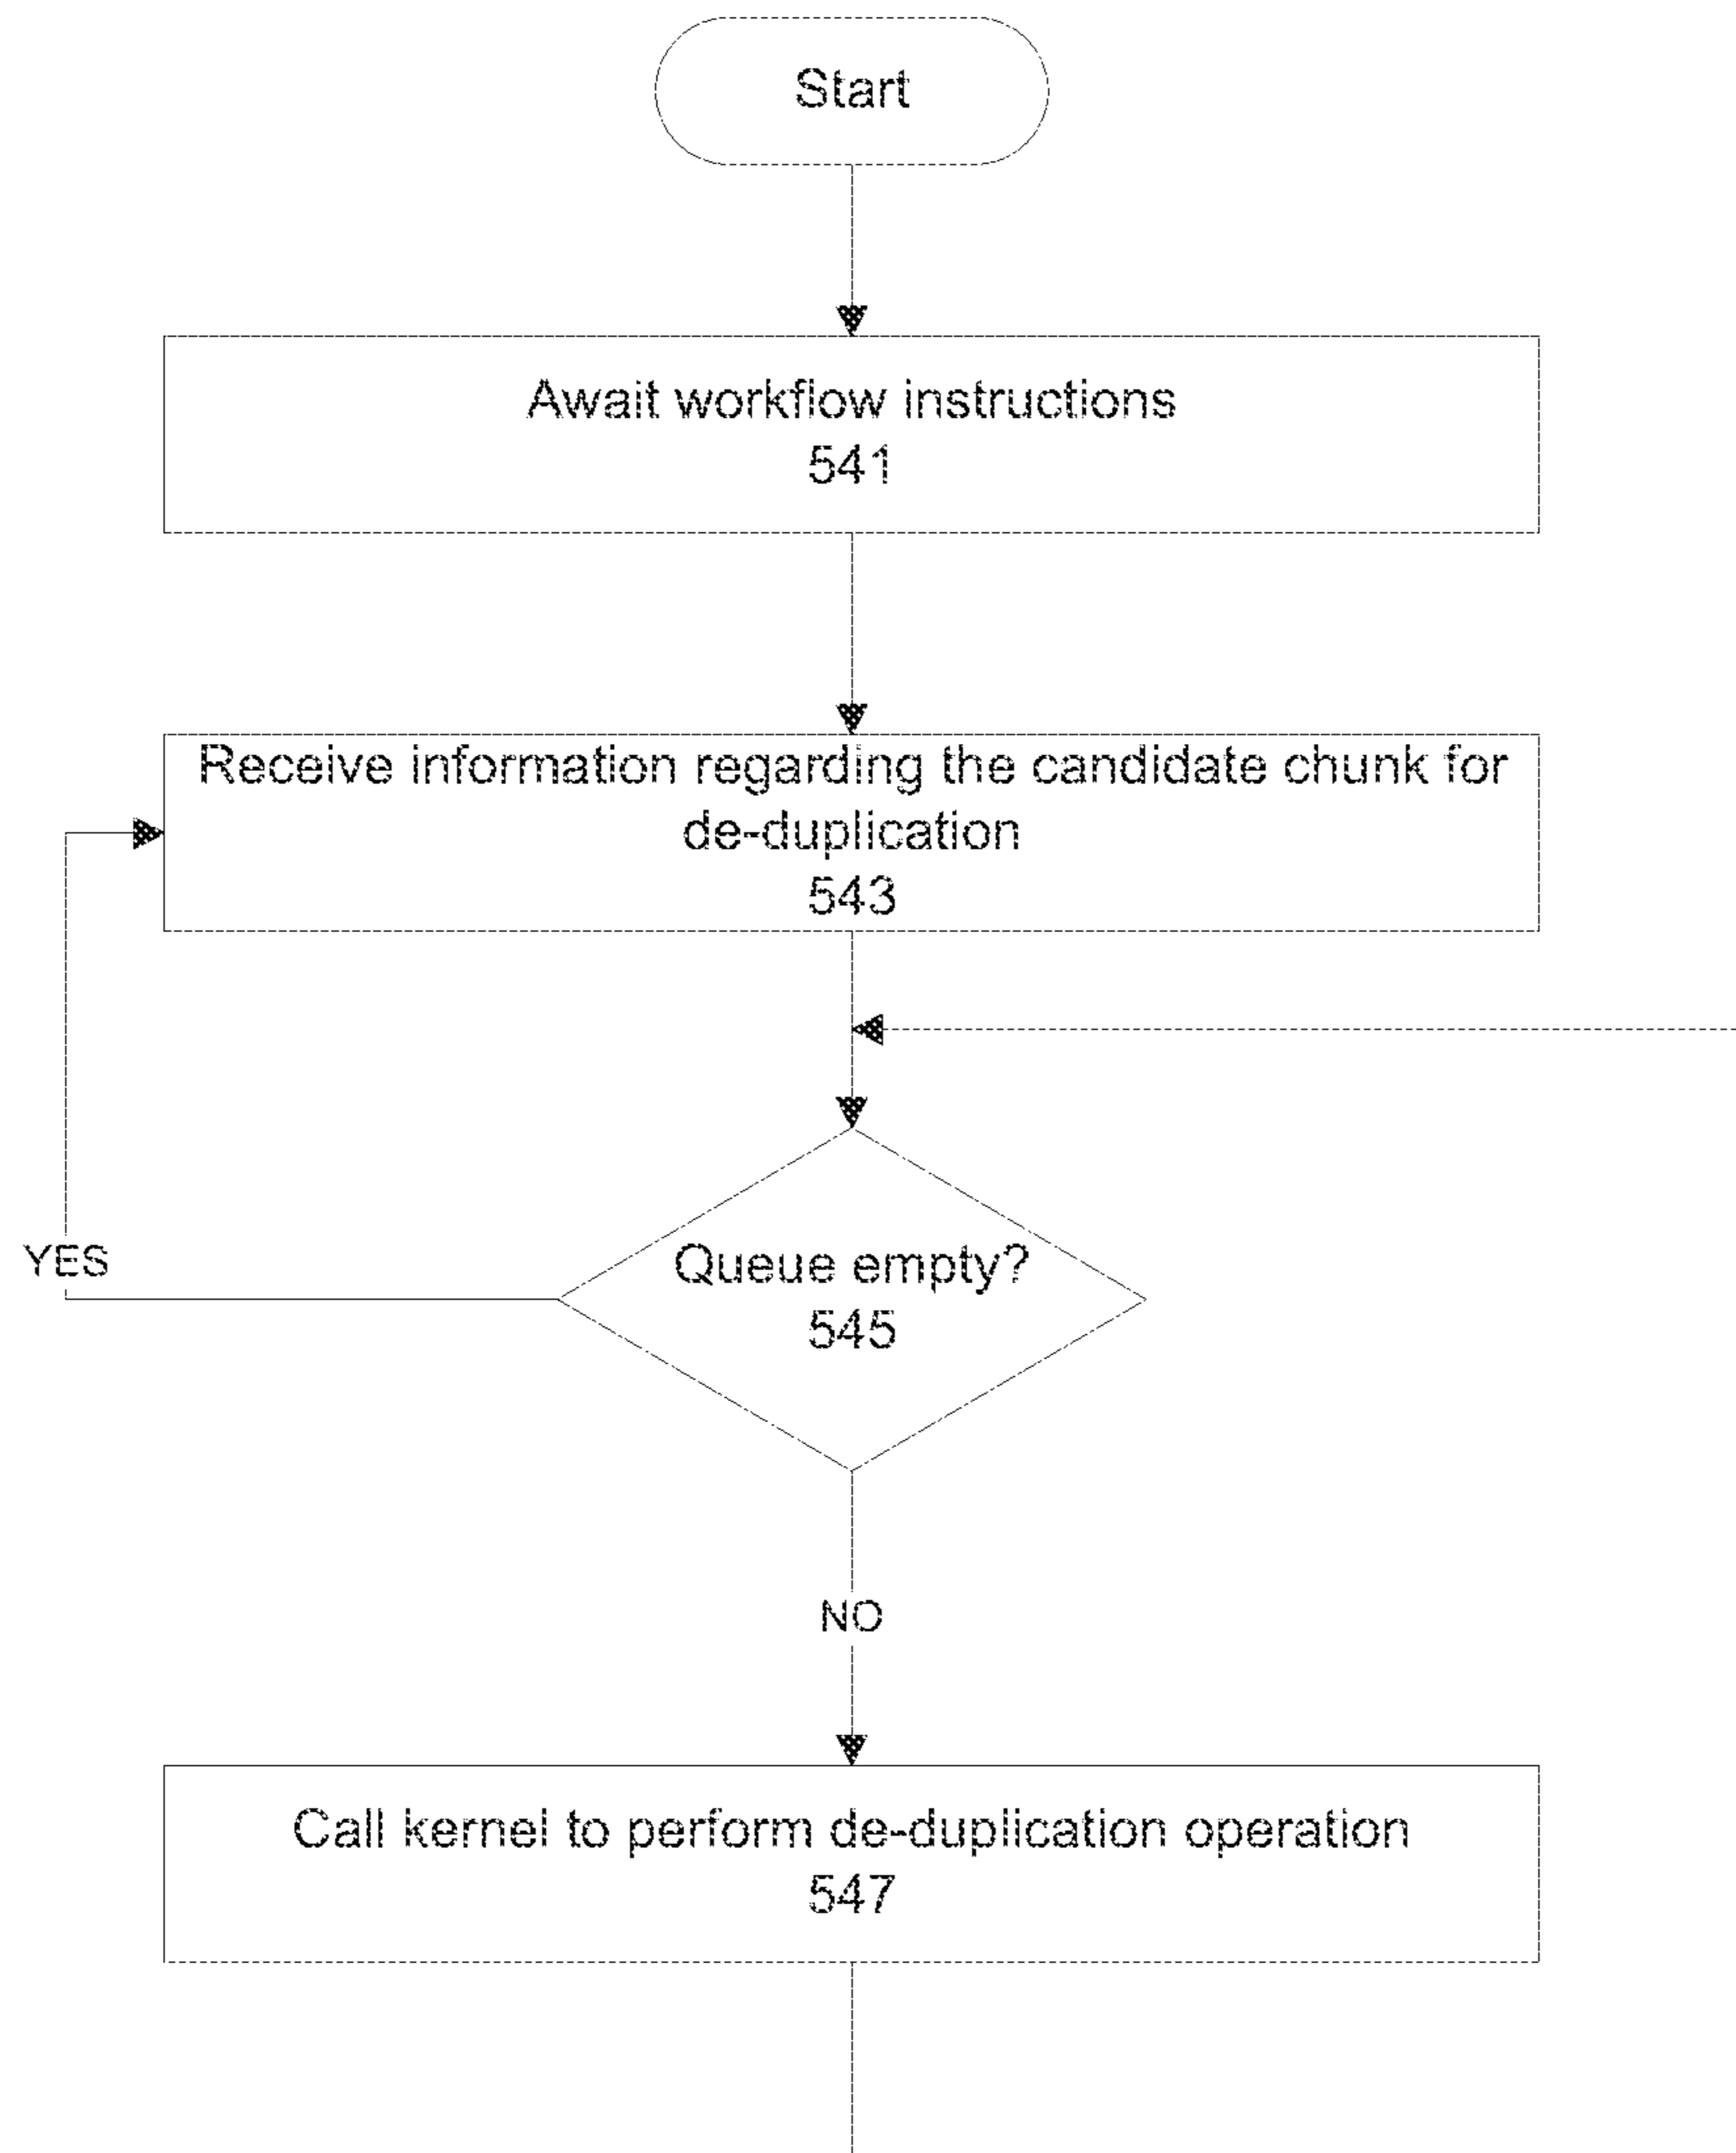 Start
Await workflow instructions
541
Receive information regarding the candidate chunk for
de-duplication
543
YES
Queue empty?
545
NO
Call kernel to perform de-duplication operation
547